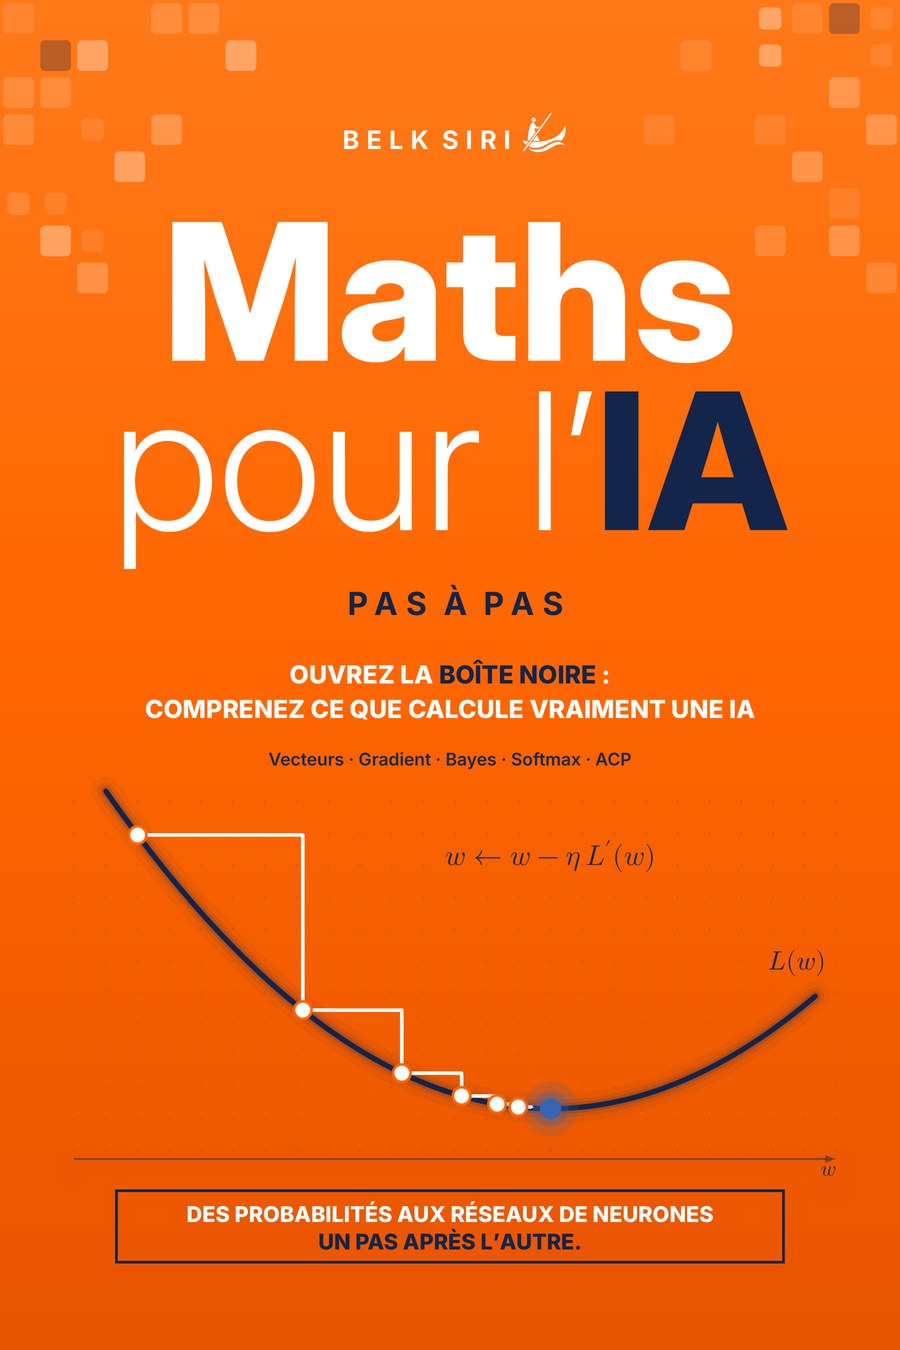 BELK SIRI
Maths
pour l’IA
PAS À PAS
OUVREZ LA BOÎTE NOIRE :
COMPRENEZ CE QUE CALCULE VRAIMENT UNE IA
Vecteurs · Gradient · Bayes · Softmax · ACP
w ← w − η L′(w)
L(w)
w
DES PROBABILITÉS AUX RÉSEAUX DE NEURONES
UN PAS APRÈS L’AUTRE.